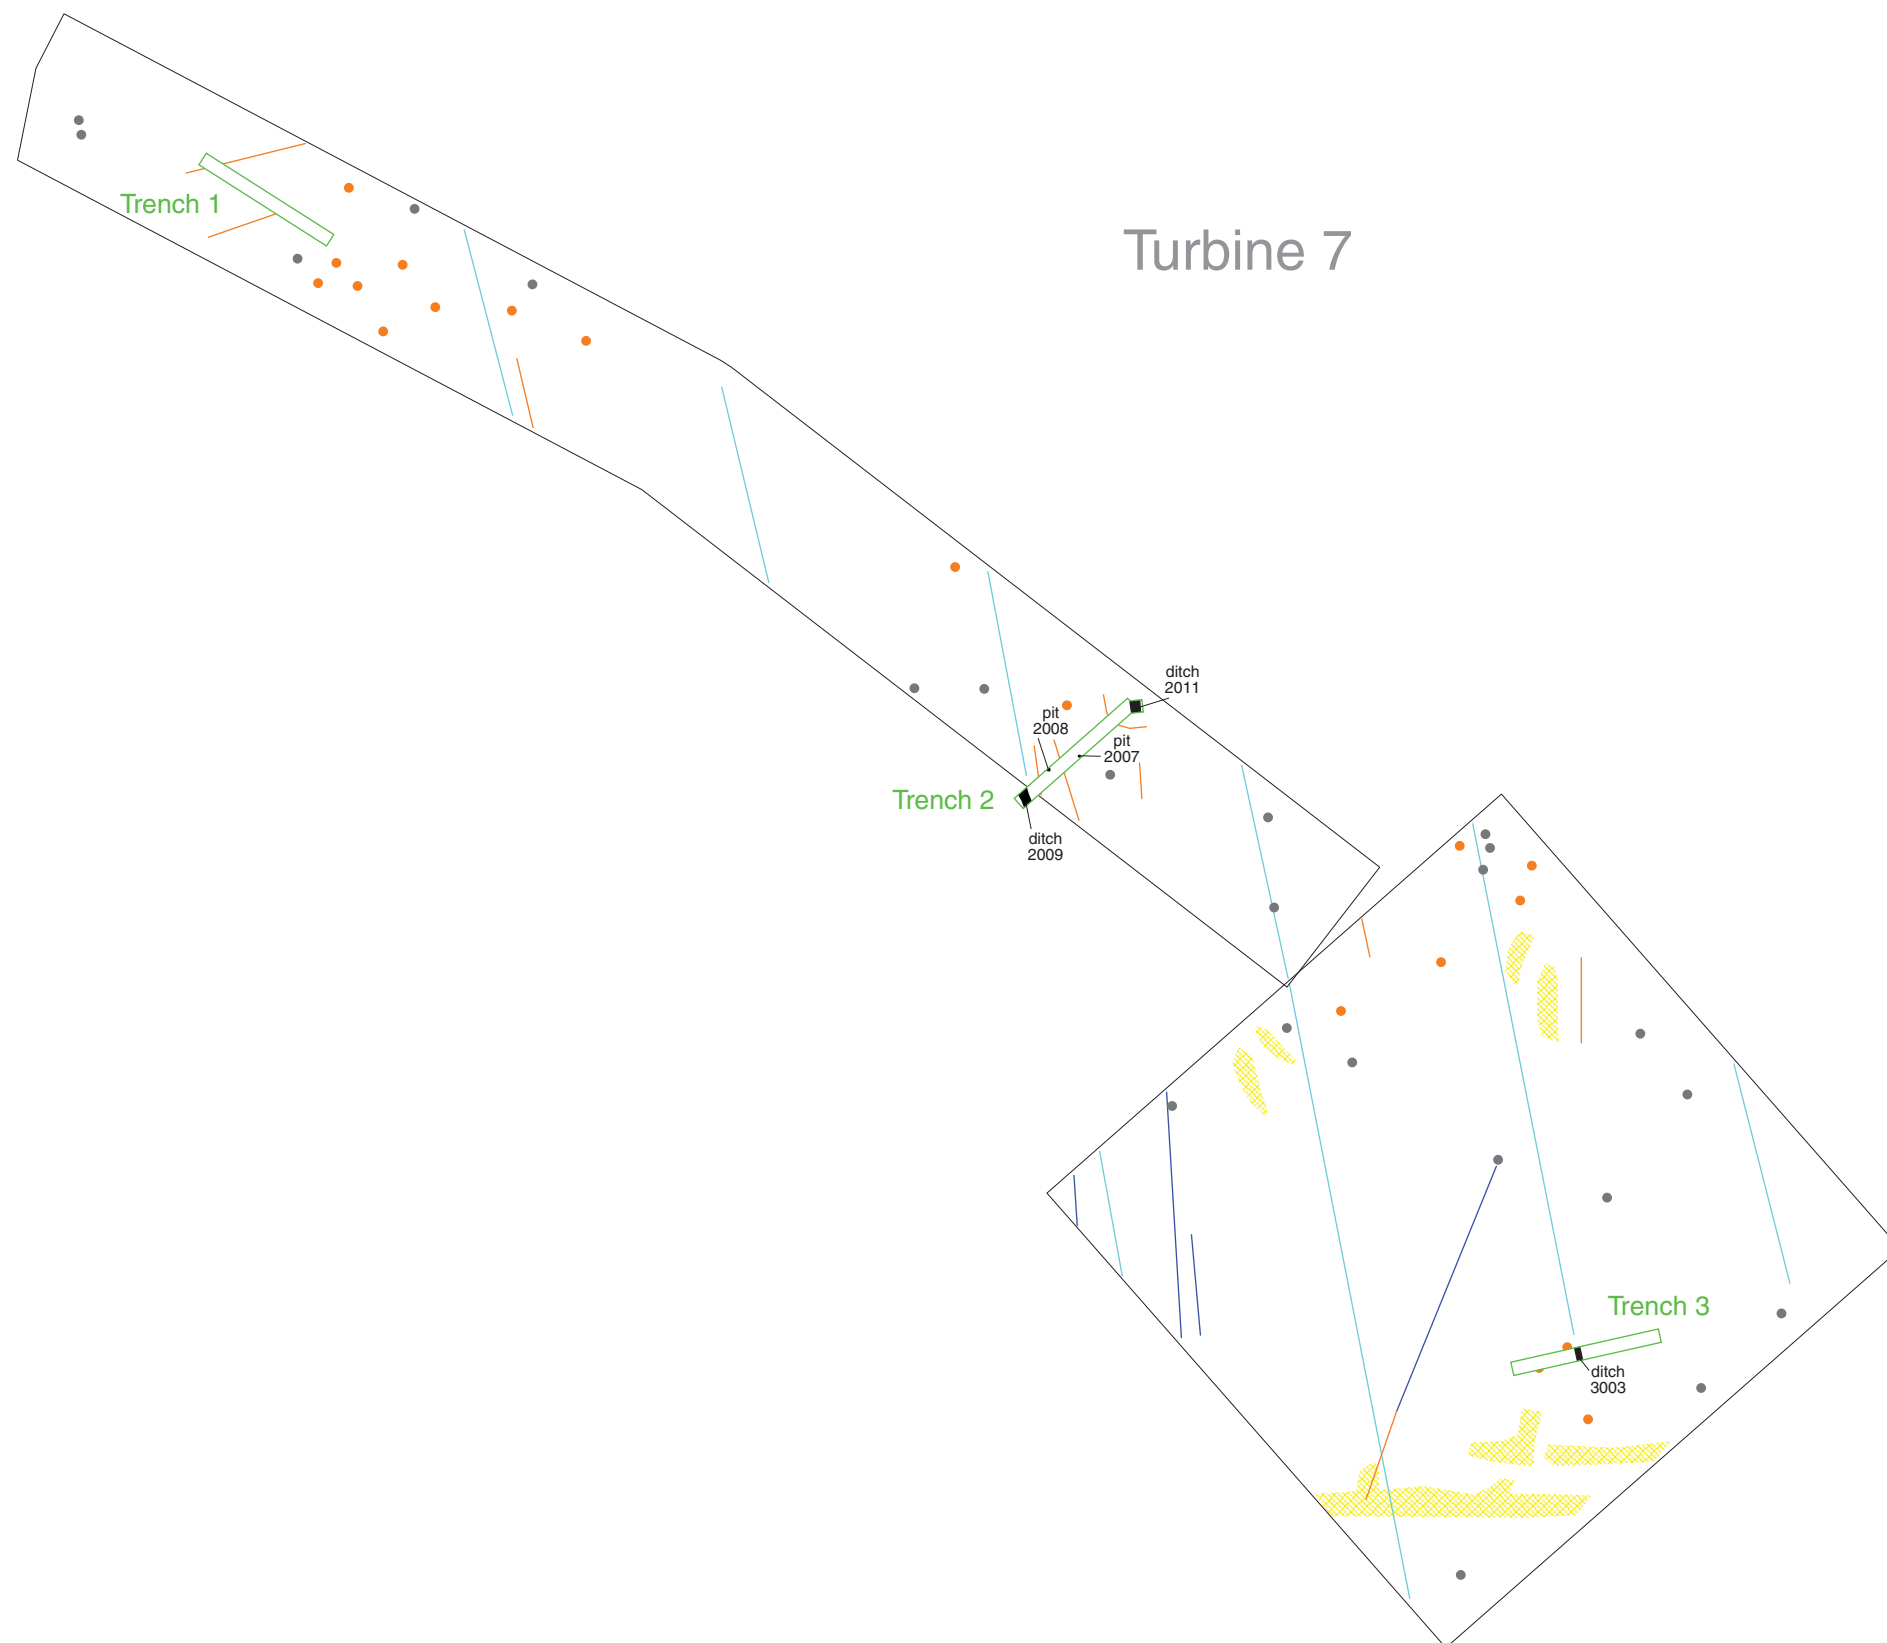 Trench 1
Turbine 7
ditch
2011
pit
2008
pit
2007
Trench 2
ditch
2009
Trench 3
ditch
3003